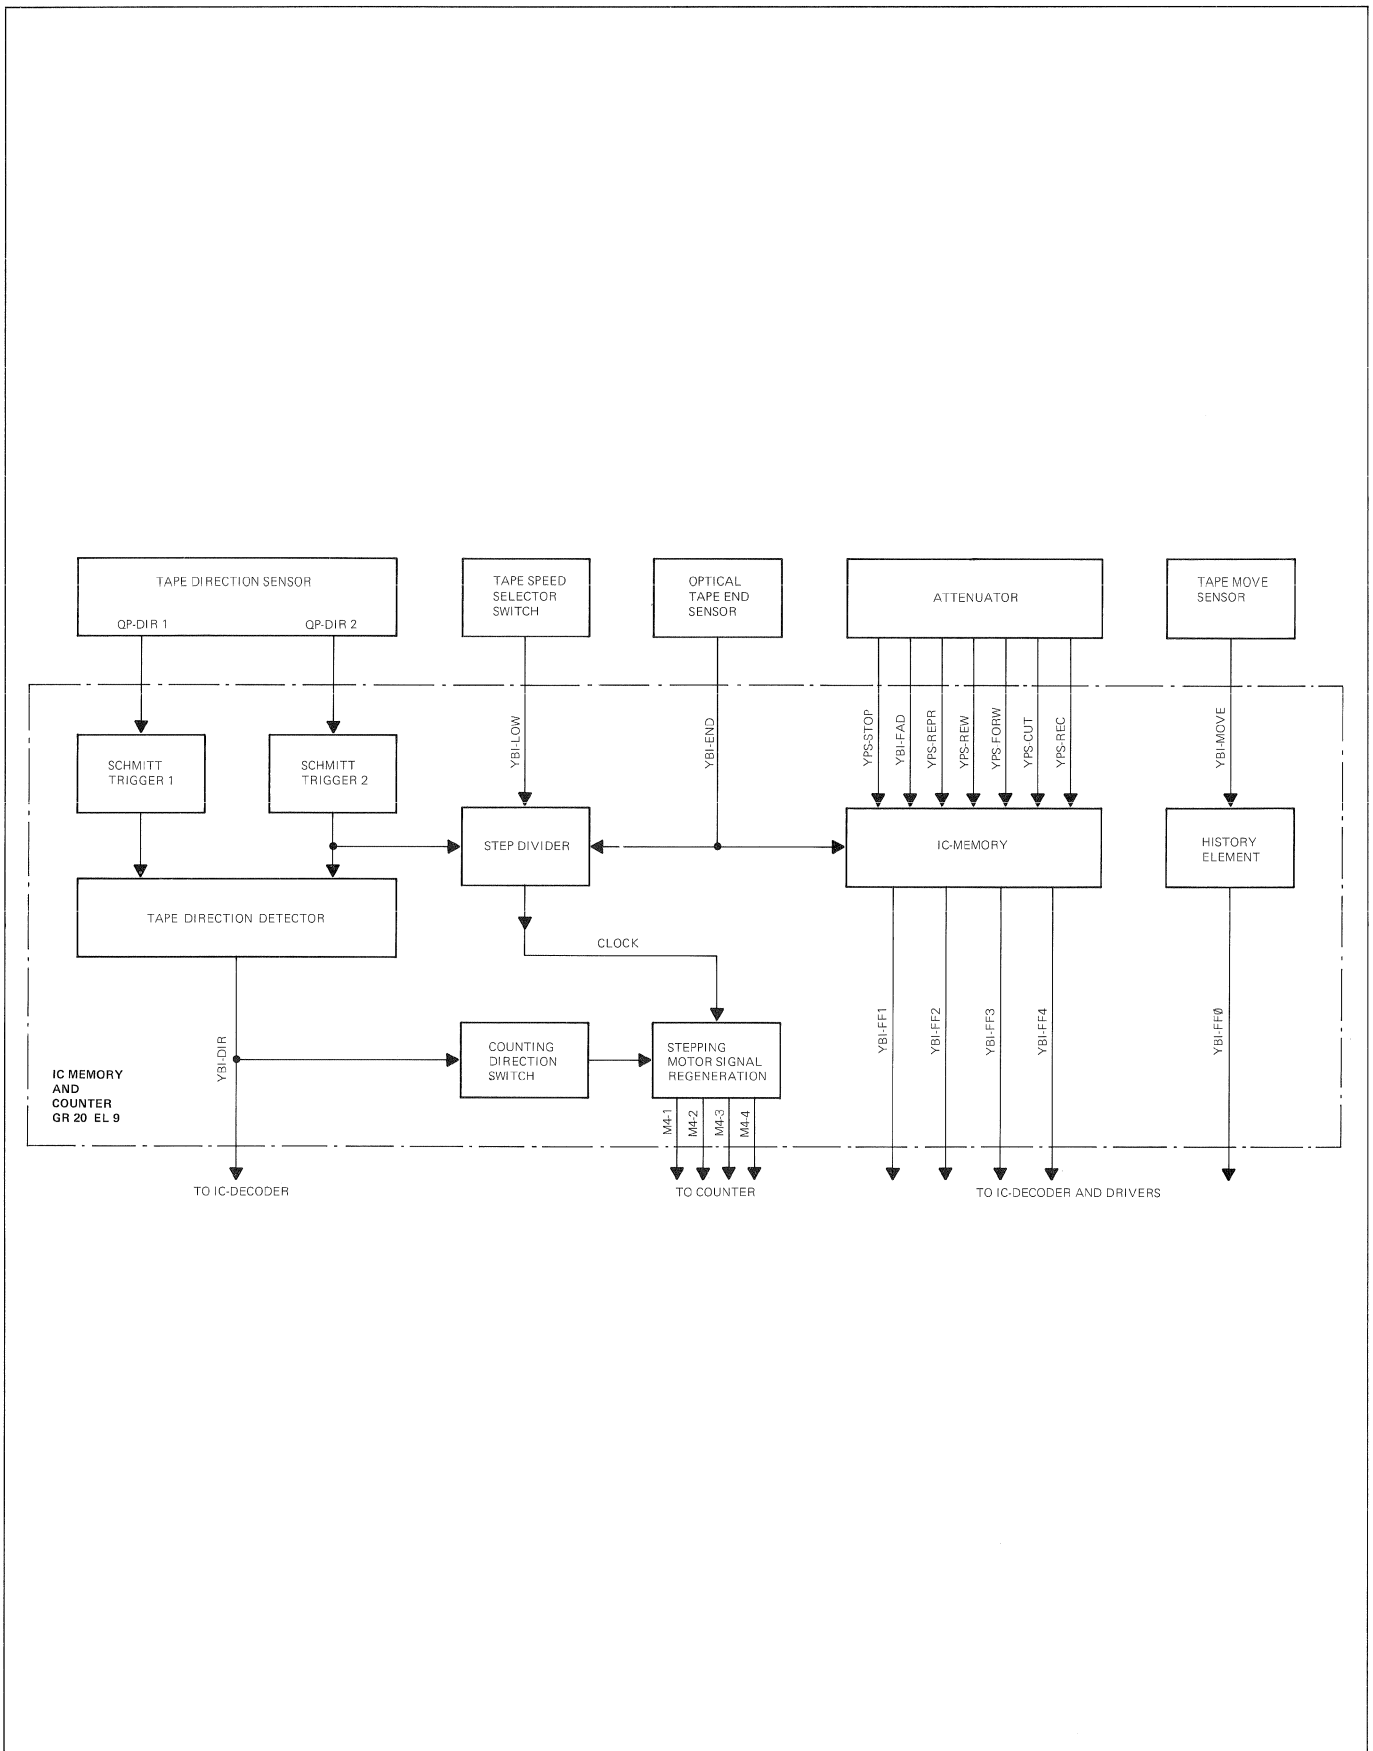 TAPE DIRECTION SENSOR
QP-DIR 1
QP-DIR 2
TAPE SPEED
SELECTOR
SWITCH
OPTICAL
TAPE END
SENSOR
ATTENUATOR
TAPE MOVE
SENSOR
YBI-LOW
YBI-END
YPS-STOP
YBI-FAD
YPS-REPR
YPS-REW
YPS-FORW
YPS-CUT
YPS-REC
YBI-MOVE
SCHMITT
TRIGGER 1
SCHMITT
TRIGGER 2
STEP DIVIDER
IC-MEMORY
HISTORY
ELEMENT
TAPE DIRECTION DETECTOR
CLOCK
YBI-DIR
COUNTING
DIRECTION
SWITCH
STEPPING
MOTOR SIGNAL
REGENERATION
YBI-FF1
YBI-FF2
YBI-FF3
YBI-FF4
YBI-FFØ
IC MEMORY
AND
COUNTER
GR 20 EL 9
M4-1
M4-2
M4-3
M4-4
TO IC-DECODER
TO COUNTER
TO IC-DECODER AND DRIVERS